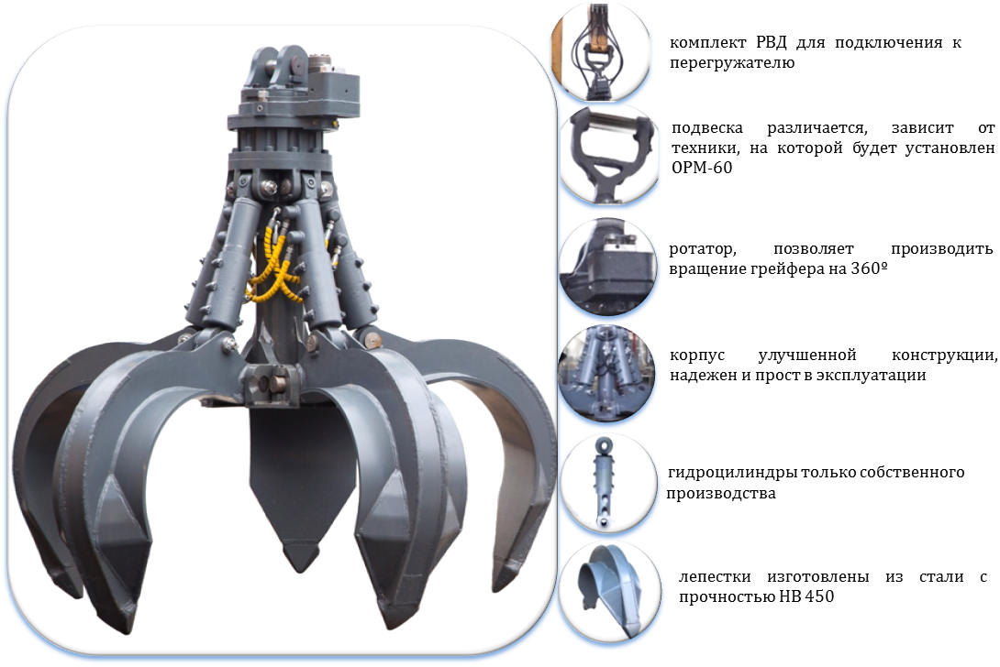 комплект РВД для подключения к
перегружателю
подвеска различается, зависит от
техники, на которой будет установлен
ОРМ-60
ротатор, позволяет производить
вращение грейфера на 360º
корпус улучшенной конструкции,
надежен и прост в эксплуатации
гидроцилиндры только собственного
производства
лепестки изготовлены из стали с
прочностью HB 450